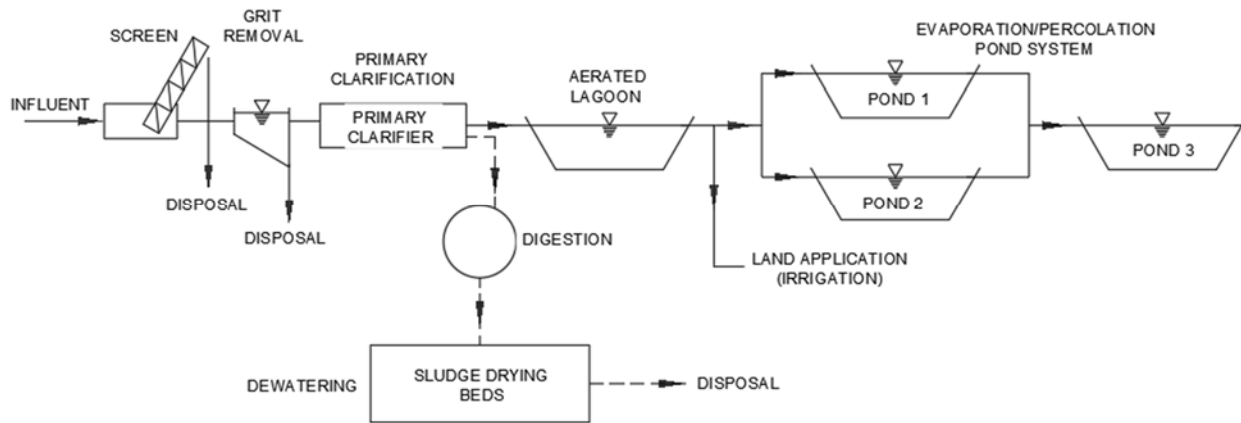 GRIT
REMOVAL
SCREEN
INFLUENT
DISPOSAL
DISPOSAL
PRIMARY
CLARIFICATION
PRIMARY
CLARIFIER
AERATED
LAGOON
EVAPORATION/PERCOLATION
POND SYSTEM
POND 1
POND 2
POND 3
LAND APPLICATION
(IRRIGATION)
DIGESTION
DEWATERING
SLUDGE DRYING
BEDS
DISPOSAL